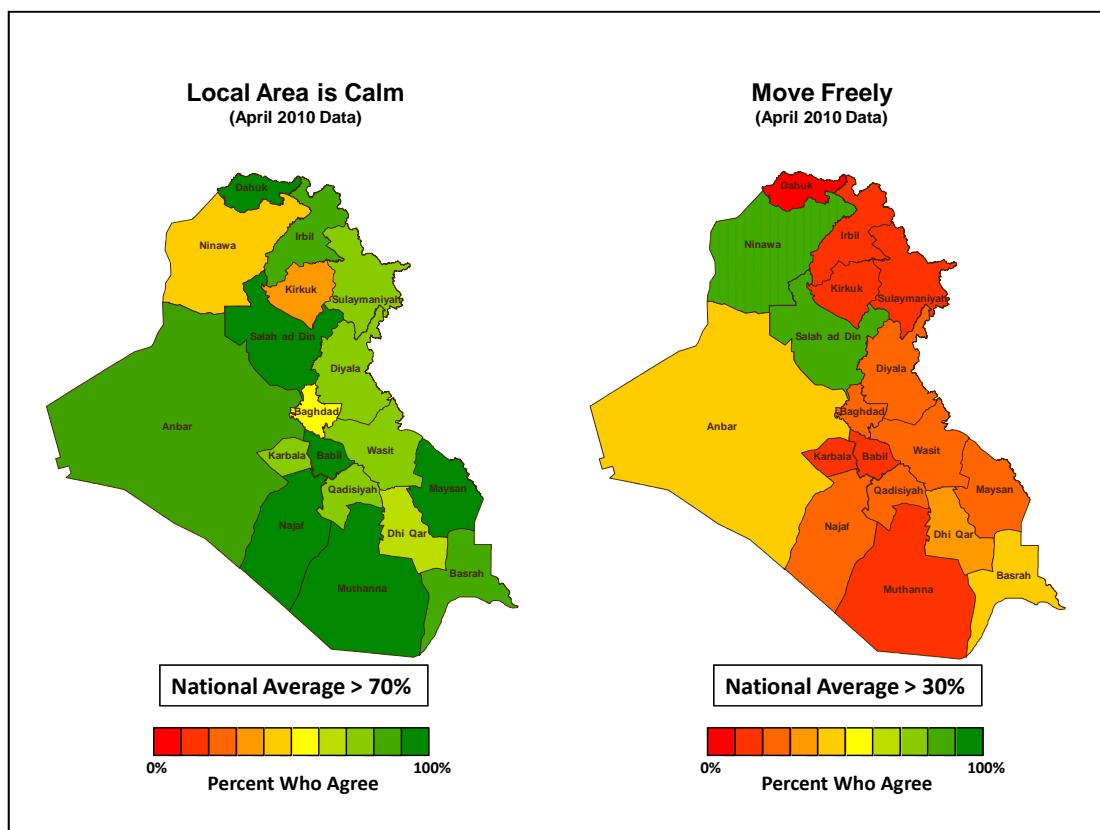 Local Area is Calm
(April 2010 Data)
Dahuk
Ninawa
Irbil
Kirkuk
Sulaymaniyah
Salah ad Din
Diyala
Baghdad
Anbar
Karbala
Babil
Wasit
Qadisiyah
Maysan
Najaf
Dhi Qar
Basrah
Muthanna
National Average > 70%
0%
100%
Percent Who Agree
Move Freely
(April 2010 Data)
Dahuk
Ninawa
Irbil
Kirkuk
Sulaymaniyah
Salah ad Din
Diyala
Baghdad
Anbar
Karbala
Babil
Wasit
Qadisiyah
Maysan
Najaf
Dhi Qar
Basrah
Muthanna
National Average > 30%
0%
100%
Percent Who Agree